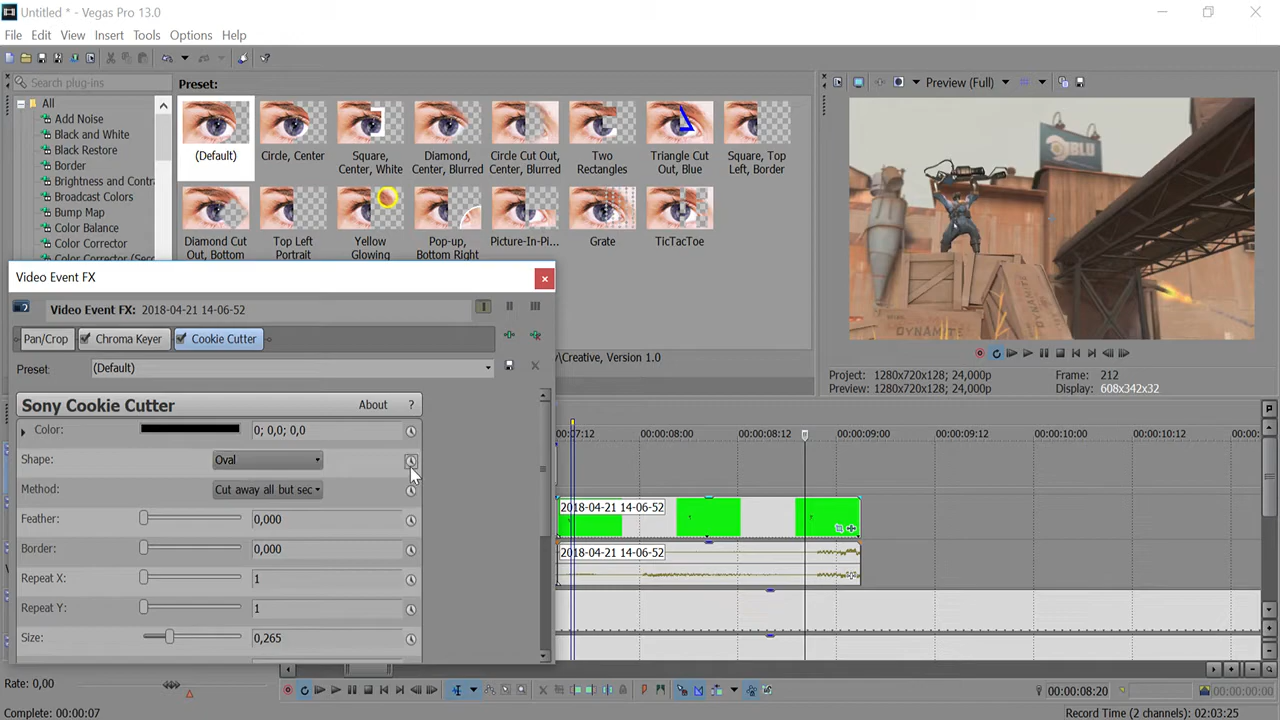 Untitled * - Vegas Pro 13.0
File Edit View Insert Tools Options Help
Search plug-ins
All
Add Noise
Black and White
Black Restore
Border
Brightness and Contra
Broadcast Colors
Bump Map
Color Balance
Color Corrector
Color Corrector (Seco
Preset:
(Default)
Circle, Center
Square, Center, White
Diamond, Center, Blurred
Circle Cut Out, Center, Blurred
Two Rectangles
Triangle Cut Out, Blue
Square, Top Left, Border
Diamond Cut Out, Bottom
Top Left Portrait
Yellow Glowing
Pop-up, Bottom Right
Picture-In-Pi...
Grate
TicTacToe
\Creative, Version 1.0
Preview (Full)
BLU
DYNAMITE
DYNAMITE
Project: 1280x720x128; 24,000p
Frame: 212
Preview: 1280x720x128; 24,000p
Display: 608x342x32
Video Event FX
Video Event FX: 2018-04-21 14-06-52
Pan/Crop
Chroma Keyer
Cookie Cutter
Preset: (Default)
Sony Cookie Cutter About ?
Color: 0; 0,0; 0,0
Shape: Oval
Method: Cut away all but sec
Feather: 0,000
Border: 0,000
Repeat X: 1
Repeat Y: 1
Size: 0,265
00:00:07:12 00:00:08:00 00:00:08:12 00:00:09:00 00:00:10:00 00:00:10:12 00:00:
2018-04-21 14-06-52
2018-04-21 14-06-52
Rate: 0,00
00:00:08:20
00:00:00:00
Complete: 00:00:07
Record Time (2 channels): 02:03:25